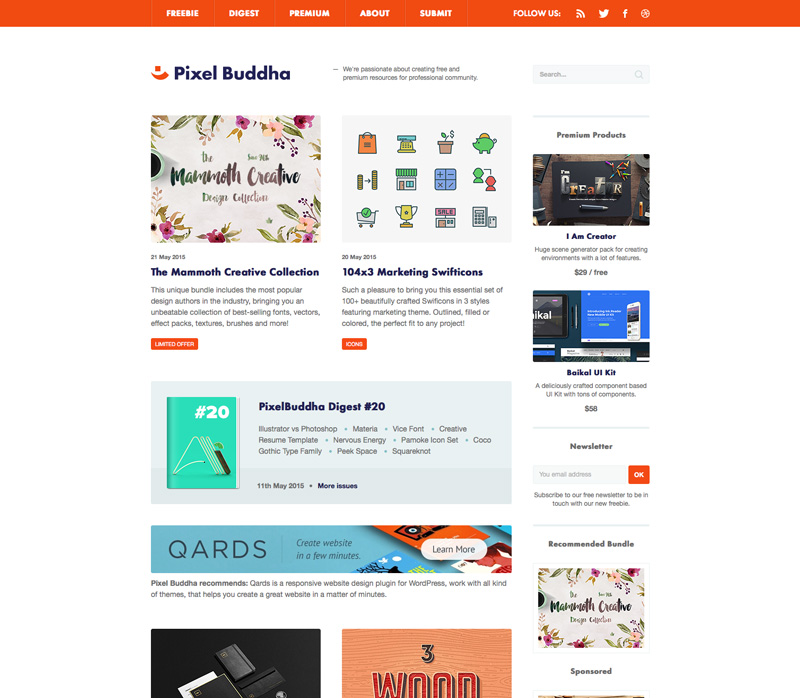 FREEBIE DIGEST PREMIUM ABOUT SUBMIT FOLLOW US:
Pixel Buddha
— We're passionate about creating free and
premium resources for professional community.
Search...
the Save 96%
Mammoth Creative
Design Collection
21 May 2015
The Mammoth Creative Collection
This unique bundle includes the most popular
design authors in the industry, bringing you an
unbeatable collection of best-selling fonts, vectors,
effect packs, textures, brushes and more!
LIMITED OFFER
SALE
20 May 2015
104x3 Marketing Swifticons
Such a pleasure to bring you this essential set of
100+ beautifully crafted Swificons in 3 styles
featuring marketing theme. Outlined, filled or
colored, the perfect fit to any project!
ICONS
#20
PixelBuddha Digest #20
Illustrator vs Photoshop • Materia • Vice Font • Creative
Resume Template • Nervous Energy • Pamoke Icon Set • Coco
Gothic Type Family • Peek Space • Squareknot
11th May 2015 • More issues
QARDS
Create website
in a few minutes.
Learn More
Pixel Buddha recommends: Qards is a responsive website design plugin for WordPress, work with all kind
of themes, that helps you create a great website in a matter of minutes.
3
WOOD
Premium Products
CREATOR
I Am Creator
Huge scene generator pack for creating
environments with a lot of features.
$29 / free
aikal
Baikal UI Kit
A deliciously crafted component based
UI Kit with tons of components.
$58
Newsletter
You email address
OK
Subscribe to our free newsletter to be in
touch with our new freebie.
Recommended Bundle
the Save 96%
Mammoth Creative
Design Collection
Sponsored